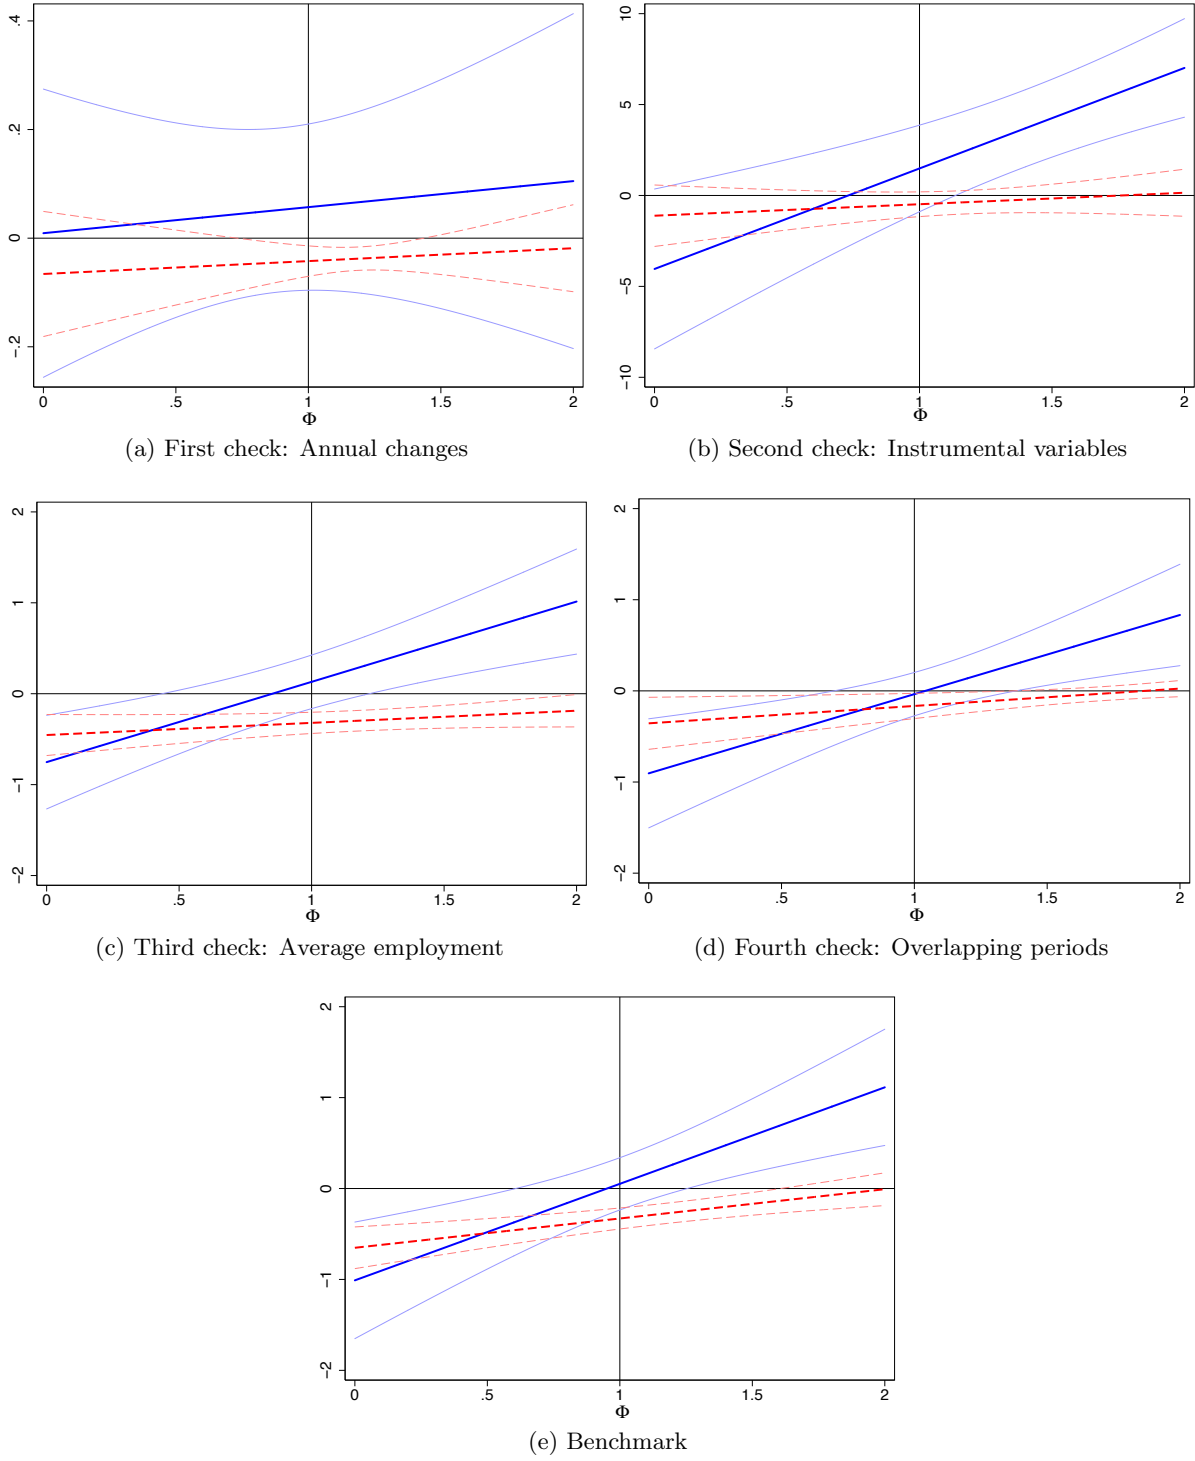 .4
.2
0
−.2
0 .5 1 1.5 2
Φ
(a) First check: Annual changes
10
5
0
−5
−10
0 .5 1 1.5 2
Φ
(b) Second check: Instrumental variables
2
1
0
−1
−2
0 .5 1 1.5 2
Φ
(c) Third check: Average employment
2
1
0
−1
−2
0 .5 1 1.5 2
Φ
(d) Fourth check: Overlapping periods
2
1
0
−1
−2
0 .5 1 1.5 2
Φ
(e) Benchmark